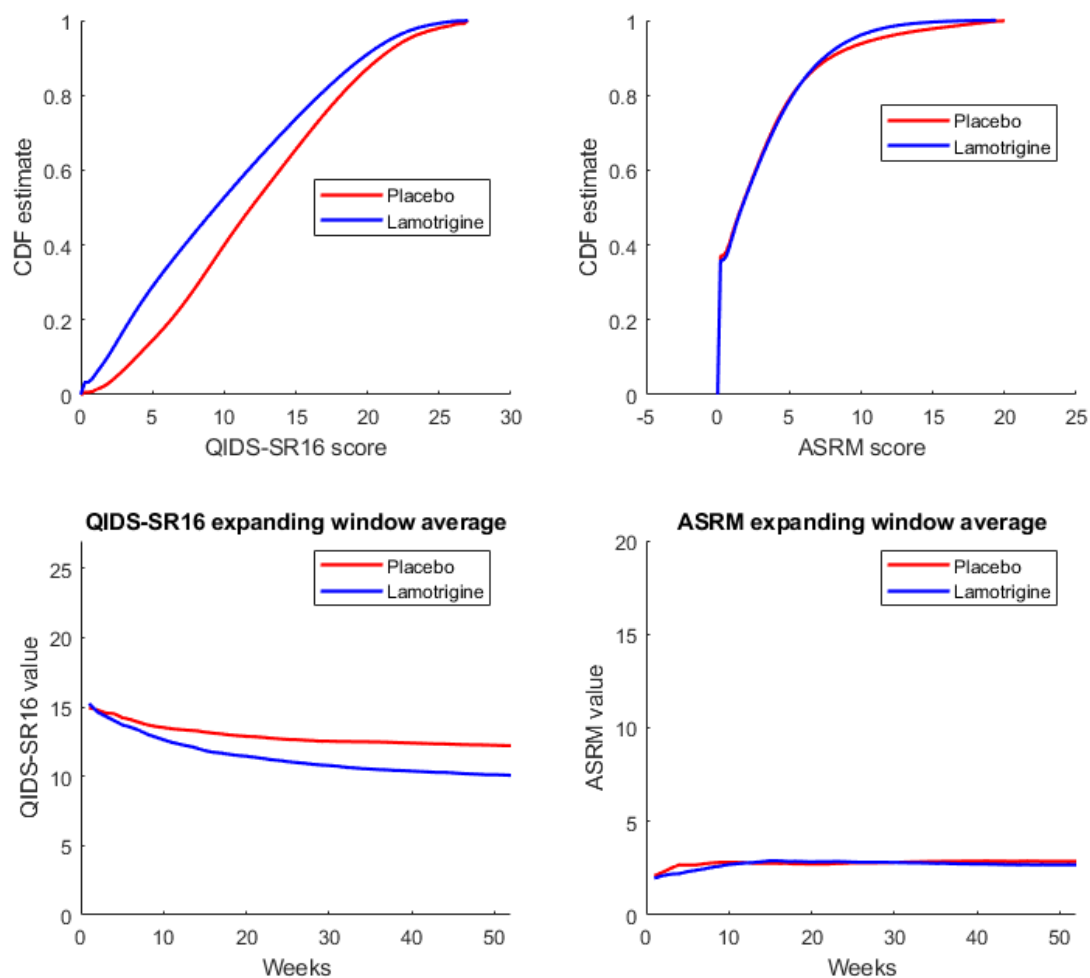 1
0.8
0.6
0.4
0.2
0
CDF estimate
Placebo
Lamotrigine
0 5 10 15 20 25 30
QIDS-SR16 score
1
0.8
0.6
0.4
0.2
0
CDF estimate
Placebo
Lamotrigine
-5 0 5 10 15 20 25
ASRM score
QIDS-SR16 expanding window average
25
20
15
10
5
0
QIDS-SR16 value
Placebo
Lamotrigine
0 10 20 30 40 50
Weeks
ASRM expanding window average
20
15
10
5
0
ASRM value
Placebo
Lamotrigine
0 10 20 30 40 50
Weeks